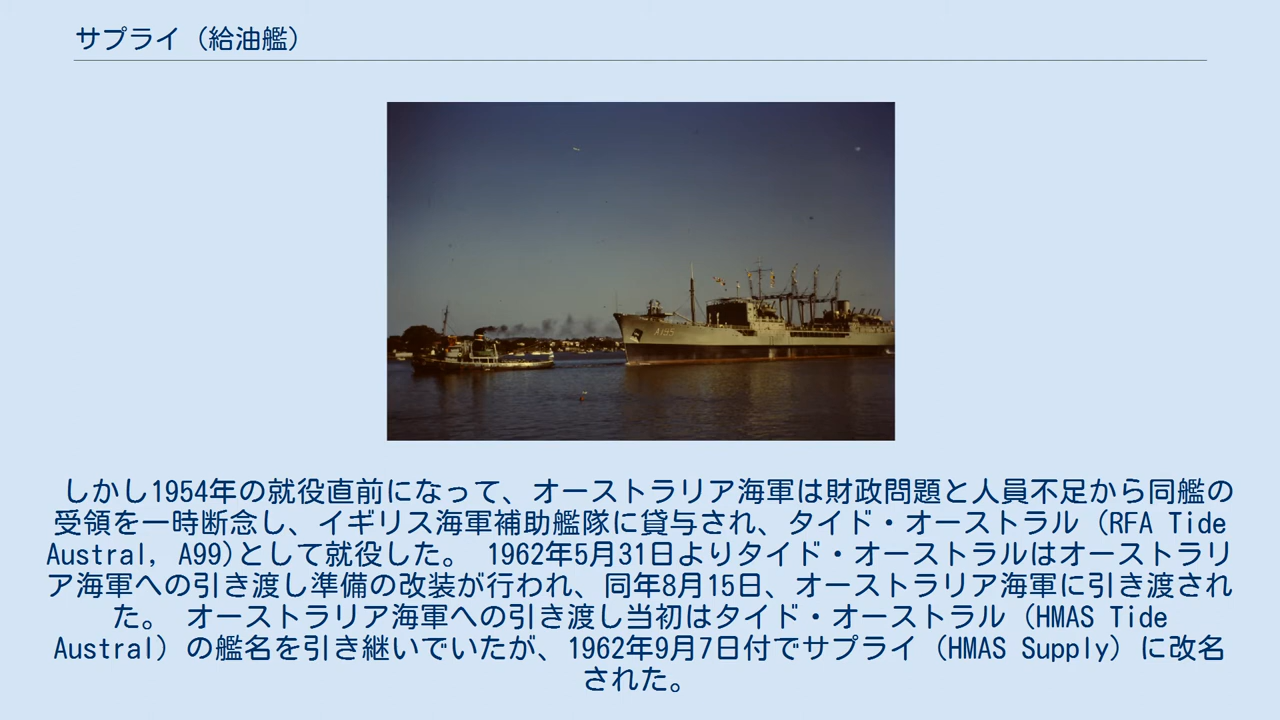 サプライ（給油艦）
A195
しかし1954年の就役直前になって、オーストラリア海軍は財政問題と人員不足から同艦の
受領を一時断念し、イギリス海軍補助艦隊に貸与され、タイド・オーストラル（RFA Tide
Austral, A99)として就役した。 1962年5月31日よりタイド・オーストラルはオーストラリ
ア海軍への引き渡し準備の改装が行われ、同年8月15日、オーストラリア海軍に引き渡され
た。 オーストラリア海軍への引き渡し当初はタイド・オーストラル（HMAS Tide
Austral）の艦名を引き継いでいたが、1962年9月7日付でサプライ（HMAS Supply）に改名
された。